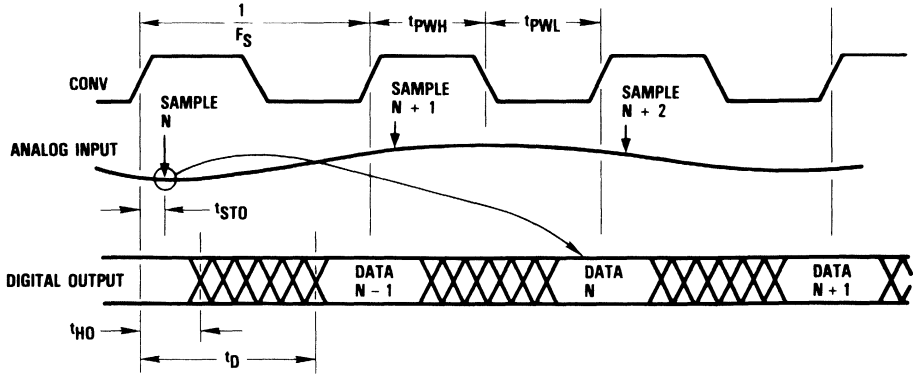 1
FS
tPWH
tPWL
CONV
SAMPLE
N
SAMPLE
N + 1
SAMPLE
N + 2
ANALOG INPUT
tSTO
DIGITAL OUTPUT
DATA
N - 1
DATA
N
DATA
N + 1
tHO
tD